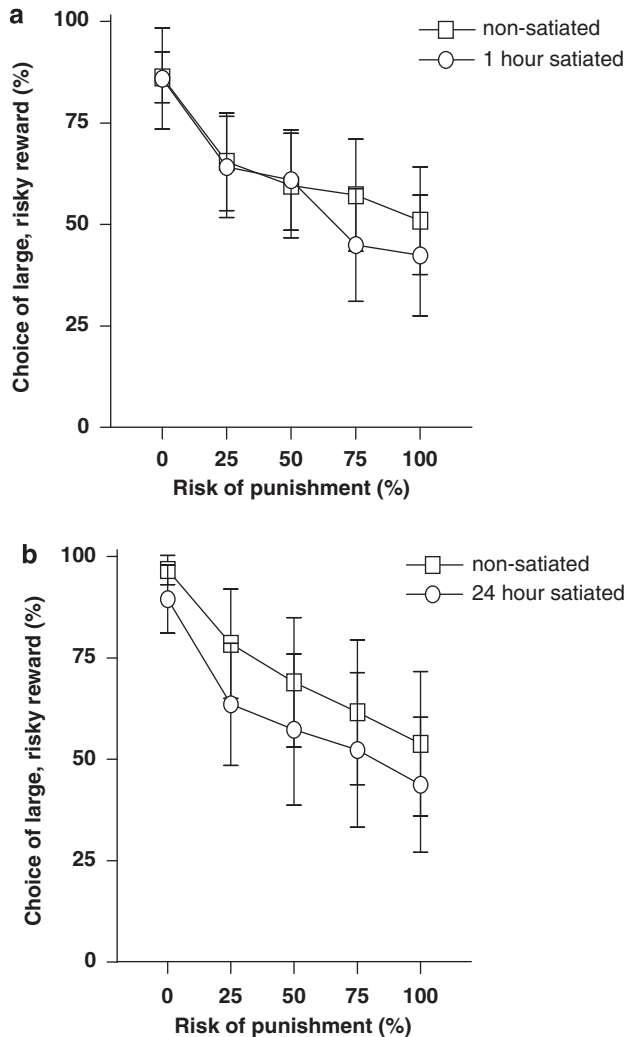 a
non-satiated
1 hour satiated
Choice of large, risky reward (%)
100
75
50
25
0
0 25 50 75 100
Risk of punishment (%)
b
non-satiated
24 hour satiated
Choice of large, risky reward (%)
100
75
50
25
0
0 25 50 75 100
Risk of punishment (%)